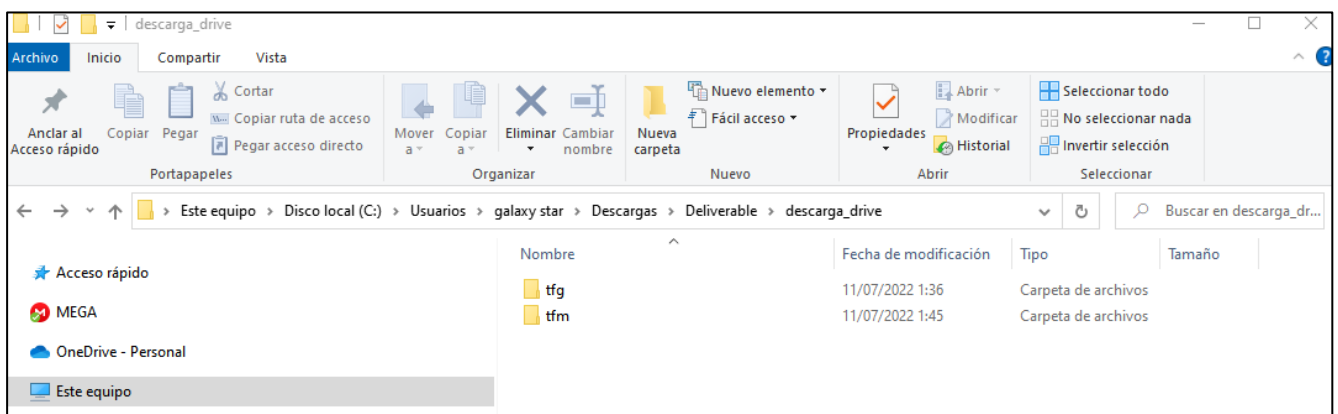 descarga_drive
Archivo Inicio Compartir Vista
Anclar al Acceso rápido
Copiar
Pegar
Cortar
Copiar ruta de acceso
Pegar acceso directo
Portapapeles
Mover a
Copiar a
Eliminar
Cambiar nombre
Organizar
Nueva carpeta
Nuevo elemento
Fácil acceso
Nuevo
Propiedades
Abrir
Modificar
Historial
Abrir
Seleccionar todo
No seleccionar nada
Invertir selección
Seleccionar
Este equipo > Disco local (C:) > Usuarios > galaxy star > Descargas > Deliverable > descarga_drive
Buscar en descarga_dr...
Acceso rápido
MEGA
OneDrive - Personal
Este equipo
Nombre Fecha de modificación Tipo Tamaño
tfg 11/07/2022 1:36 Carpeta de archivos
tfm 11/07/2022 1:45 Carpeta de archivos